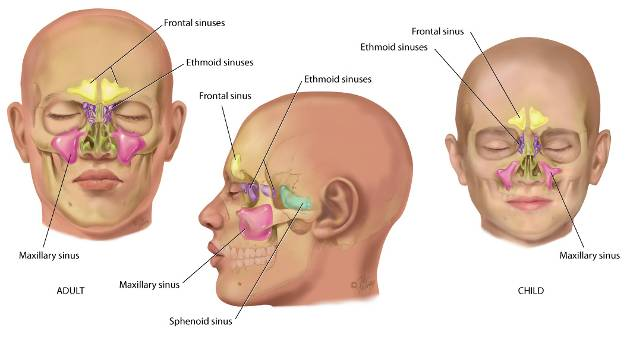 Frontal sinuses
Ethmoid sinuses
Maxillary sinus
ADULT
Frontal sinus
Ethmoid sinuses
Maxillary sinus
Sphenoid sinus
Frontal sinus
Ethmoid sinuses
Maxillary sinus
CHILD